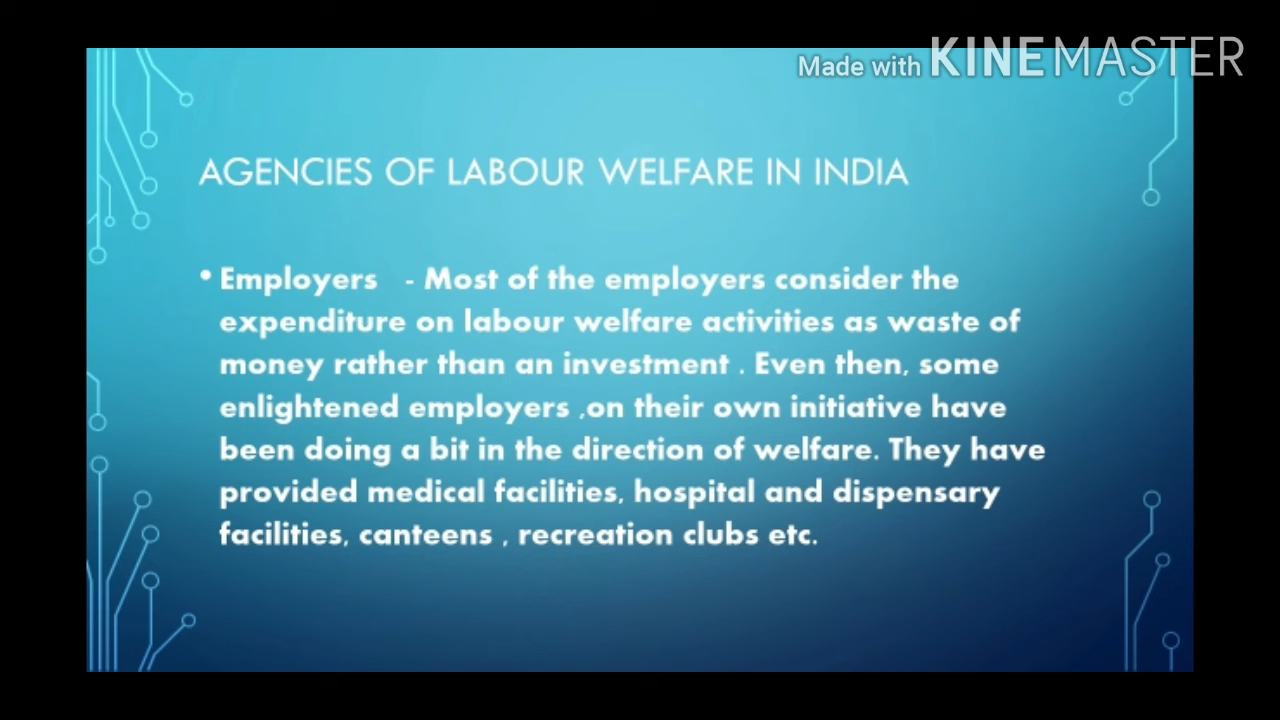 Made with KINEMASTER
AGENCIES OF LABOUR WELFARE IN INDIA
• Employers - Most of the employers consider the
expenditure on labour welfare activities as waste of
money rather than an investment . Even then, some
enlightened employers ,on their own initiative have
been doing a bit in the direction of welfare. They have
provided medical facilities, hospital and dispensary
facilities, canteens , recreation clubs etc.